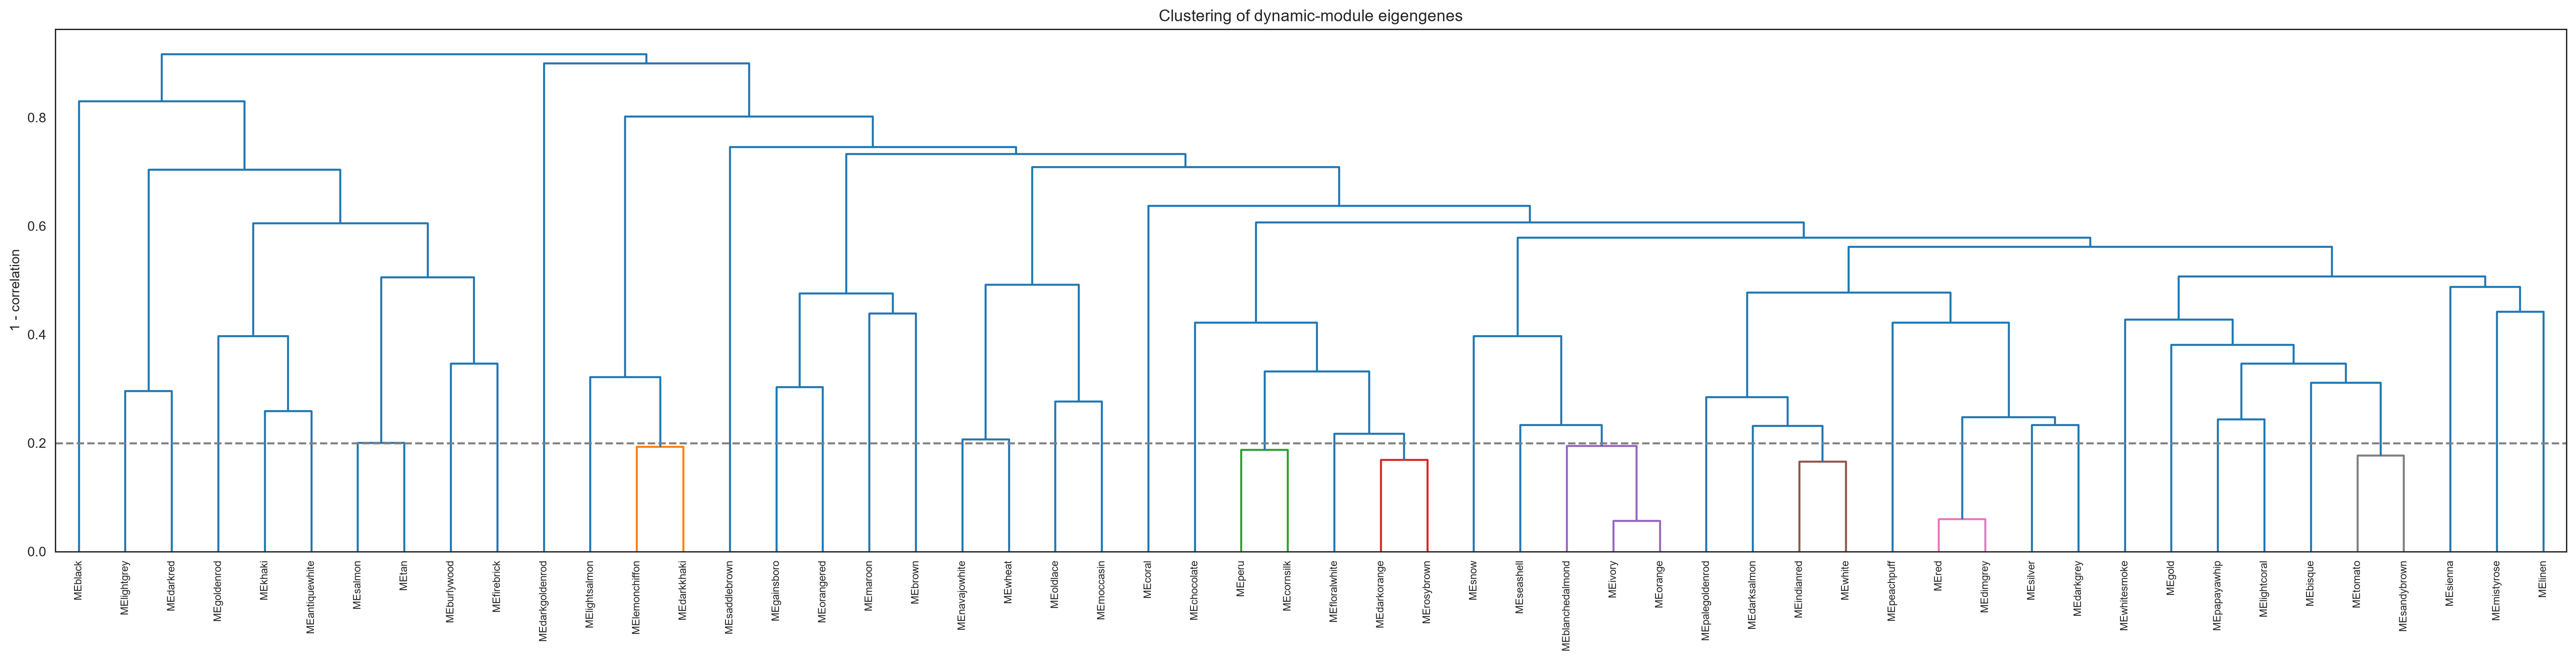 Clustering of dynamic-module eigengenes
1 - correlation
0.8
0.6
0.4
0.2
0.0
MEblack
MElightgrey
MEdarkred
MEgoldenrod
MEkhaki
MEantiquewhite
MEsalmon
MEtan
MEburlywood
MEfirebrick
MEdarkgoldenrod
MElightsalmon
MElemonchiffon
MEdarkkhaki
MEsaddlebrown
MEgainsboro
MEorangered
MEmaroon
MEbrown
MEnavajowhite
MEwheat
MEoldlace
MEmoccasin
MEcoral
MEchocolate
MEperu
MEcornsilk
MEfloralwhite
MEdarkorange
MErosybrown
MEsnow
MEseashell
MEblanchedalmond
MEivory
MEorange
MEpalegoldenrod
MEdarksalmon
MEindianred
MEwhite
MEpeachpuff
MEred
MEdimgrey
MEsilver
MEdarkgrey
MEwhitesmoke
MEgold
MEpapayawhip
MElightcoral
MEbisque
MEtomato
MEsandybrown
MEsienna
MEmistyrose
MElinen